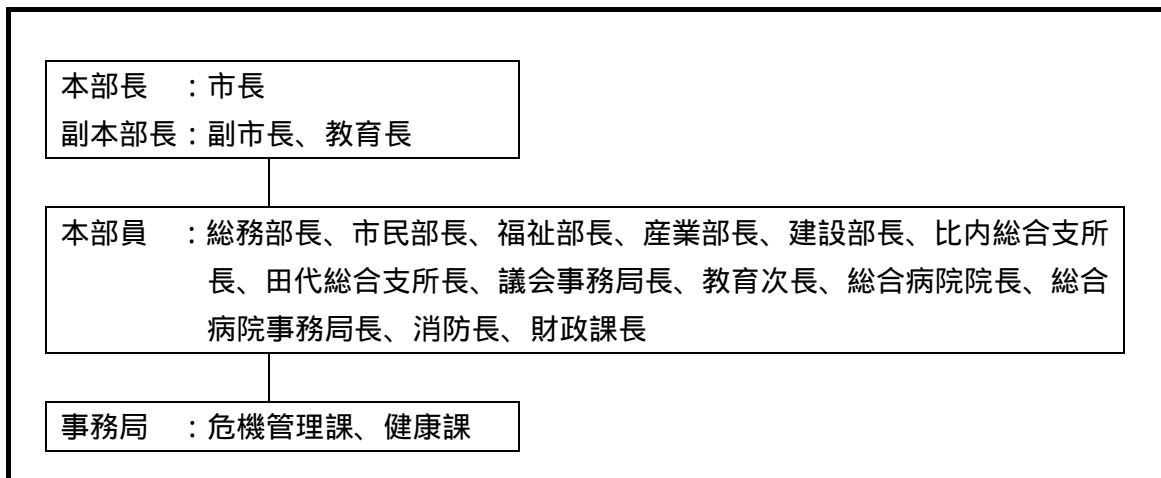 本部長　：市長
副本部長：副市長、教育長
本部員　：総務部長、市民部長、福祉部長、産業部長、建設部長、比内総合支所
長、田代総合支所長、議会事務局長、教育次長、総合病院院長、総合
病院事務局長、消防長、財政課長
事務局　：危機管理課、健康課